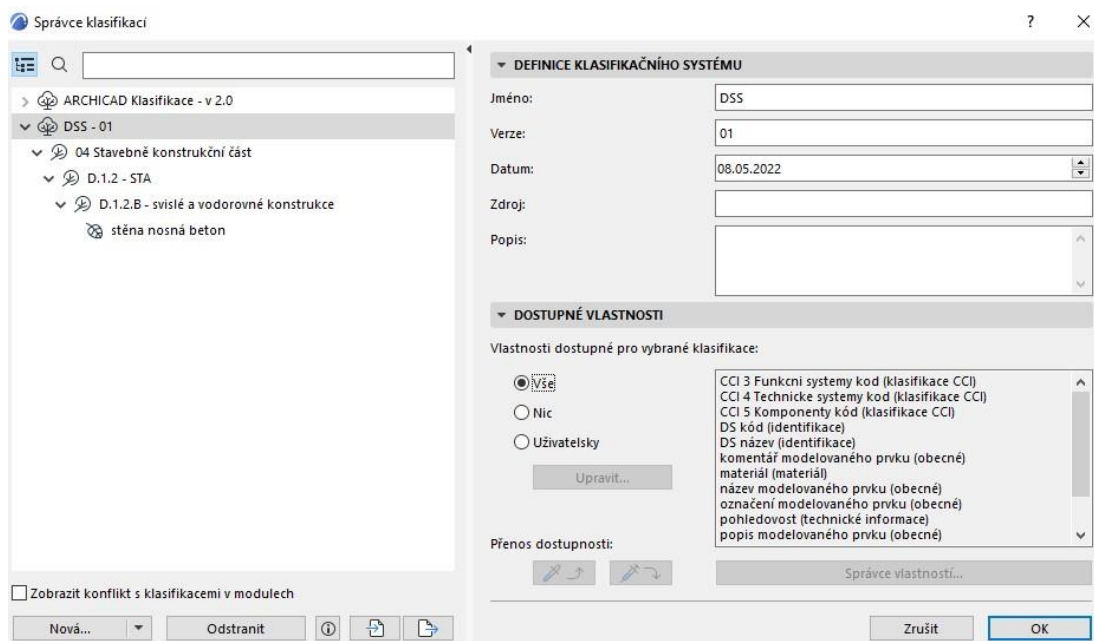 Správce klasifikací
?
ARCHICAD Klasifikace - v 2.0
DSS - 01
04 Stavebně konstrukční část
D.1.2 - STA
D.1.2.B - svislé a vodorovné konstrukce
stěna nosná beton
Zobrazit konflikt s klasifikacemi v modulech
Nová...
Odstranit
DEFINICE KLASIFIKAČNÍHO SYSTÉMU
Jméno: DSS
Verze: 01
Datum: 08.05.2022
Zdroj:
Popis:
DOSTUPNÉ VLASTNOSTI
Vlastnosti dostupné pro vybrané klasifikace:
Vše
Nic
Uživatelsky
Upravit...
CCI 3 Funkcni systemy kod (klasifikace CCI)
CCI 4 Technicke systemy kod (klasifikace CCI)
CCI 5 Komponenty kód (klasifikace CCI)
DS kód (identifikace)
DS název (identifikace)
komentář modelovaného prvku (obecné)
materiál (materiál)
název modelovaného prvku (obecné)
označení modelovaného prvku (obecné)
pohledovost (technické informace)
popis modelovaného prvku (obecné)
Přenos dostupnosti:
Správce vlastností...
Zrušit
OK